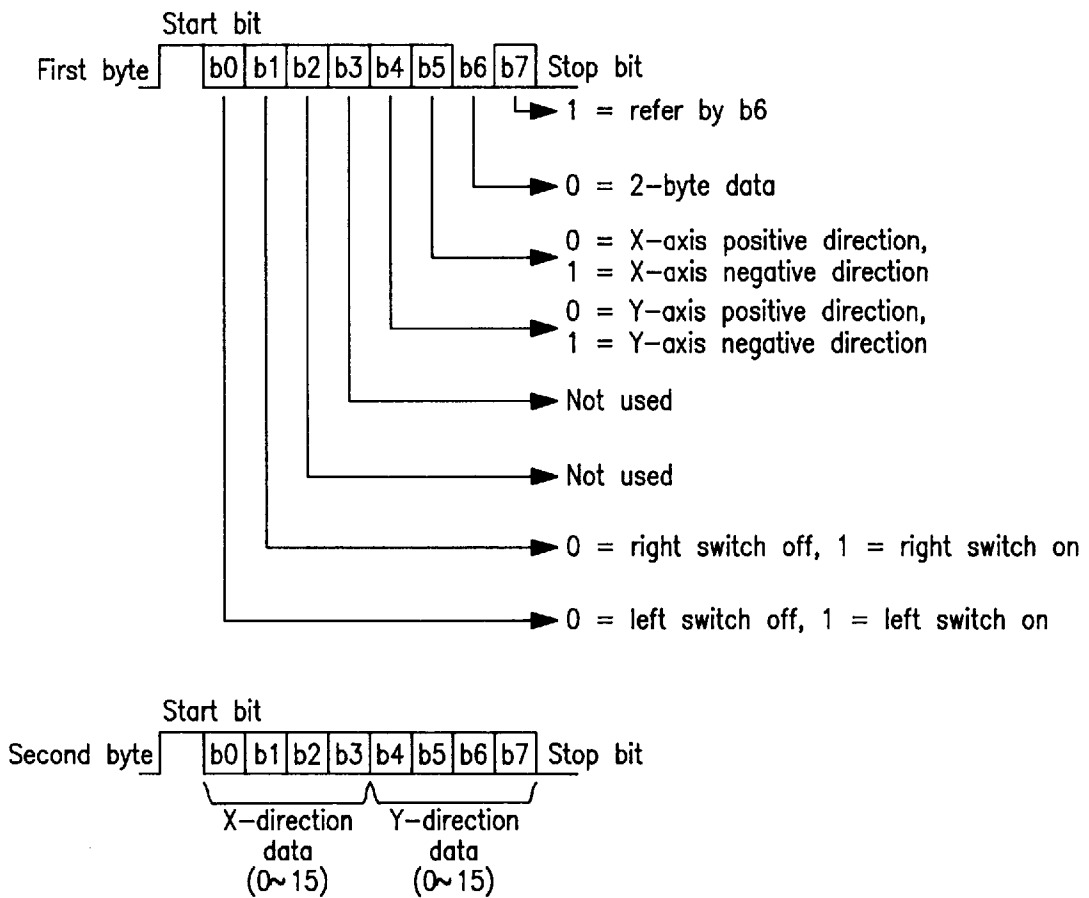 Start bit
First byte b0 b1 b2 b3 b4 b5 b6 b7 Stop bit
1 = refer by b6
0 = 2-byte data
0 = X-axis positive direction,
1 = X-axis negative direction
0 = Y-axis positive direction,
1 = Y-axis negative direction
Not used
Not used
0 = right switch off, 1 = right switch on
0 = left switch off, 1 = left switch on
Start bit
Second byte b0 b1 b2 b3 b4 b5 b6 b7 Stop bit
X-direction Y-direction
data data
(0~15) (0~15)